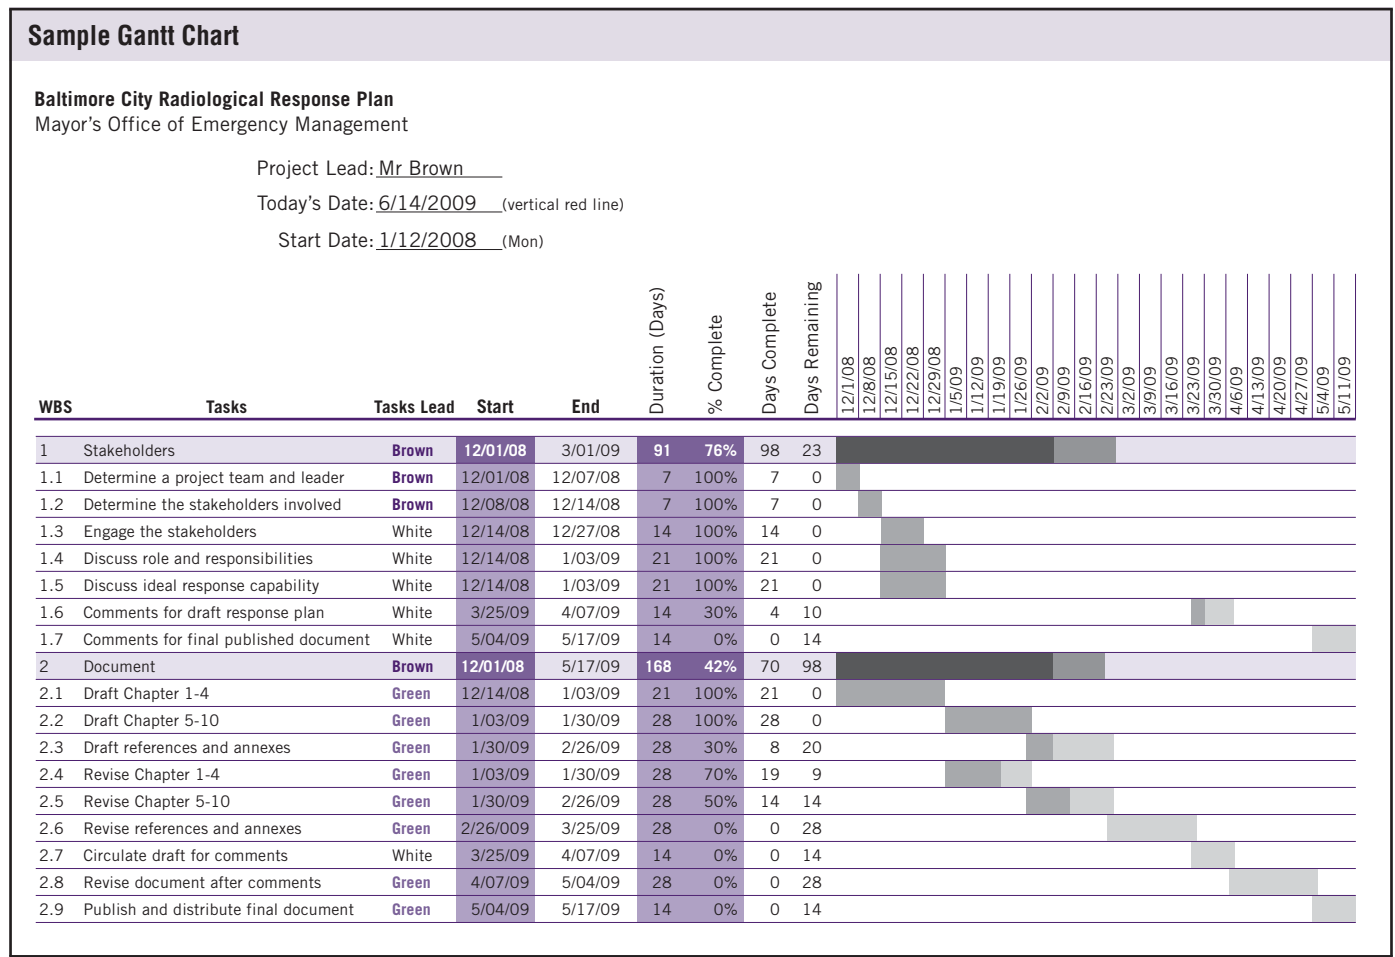 Sample Gantt Chart
Baltimore City Radiological Response Plan
Mayor's Office of Emergency Management
Project Lead: Mr Brown
Today's Date: 6/14/2009 (vertical red line)
Start Date: 1/12/2008 (Mon)
WBS Tasks Tasks Lead Start End Duration (Days) % Complete Days Complete Days Remaining 12/1/08 12/8/08 12/15/08 12/22/08 12/29/08 1/5/09 1/12/09 1/19/09 1/26/09 2/2/09 2/9/09 2/16/09 2/23/09 3/22/09 3/9/09 3/16/09 3/23/09 3/30/09 4/6/09 4/13/09 4/20/09 4/27/09 5/4/09 5/11/09
1 Stakeholders Brown 12/01/08 3/01/09 91 76% 98 23
1.1 Determine a project team and leader Brown 12/01/08 12/07/08 7 100% 7 0
1.2 Determine the stakeholders involved Brown 12/08/08 12/14/08 7 100% 7 0
1.3 Engage the stakeholders White 12/14/08 12/27/08 14 100% 14 0
1.4 Discuss role and responsibilities White 12/14/08 1/03/09 21 100% 21 0
1.5 Discuss ideal response capability White 12/14/08 1/03/09 21 100% 21 0
1.6 Comments for draft response plan White 3/25/09 4/07/09 14 30% 4 10
1.7 Comments for final published document White 5/04/09 5/17/09 14 0% 0 14
2 Document Brown 12/01/08 5/17/09 168 42% 70 98
2.1 Draft Chapter 1-4 Green 12/14/08 1/03/09 21 100% 21 0
2.2 Draft Chapter 5-10 Green 1/03/09 1/30/09 28 100% 28 0
2.3 Draft references and annexes Green 1/30/09 2/26/09 28 30% 8 20
2.4 Revise Chapter 1-4 Green 1/03/09 1/30/09 28 70% 19 9
2.5 Revise Chapter 5-10 Green 1/30/09 2/26/09 28 50% 14 14
2.6 Revise references and annexes Green 2/26/009 3/25/09 28 0% 0 28
2.7 Circulate draft for comments White 3/25/09 4/07/09 14 0% 0 14
2.8 Revise document after comments Green 4/07/09 5/04/09 28 0% 0 28
2.9 Publish and distribute final document Green 5/04/09 5/17/09 14 0% 0 14